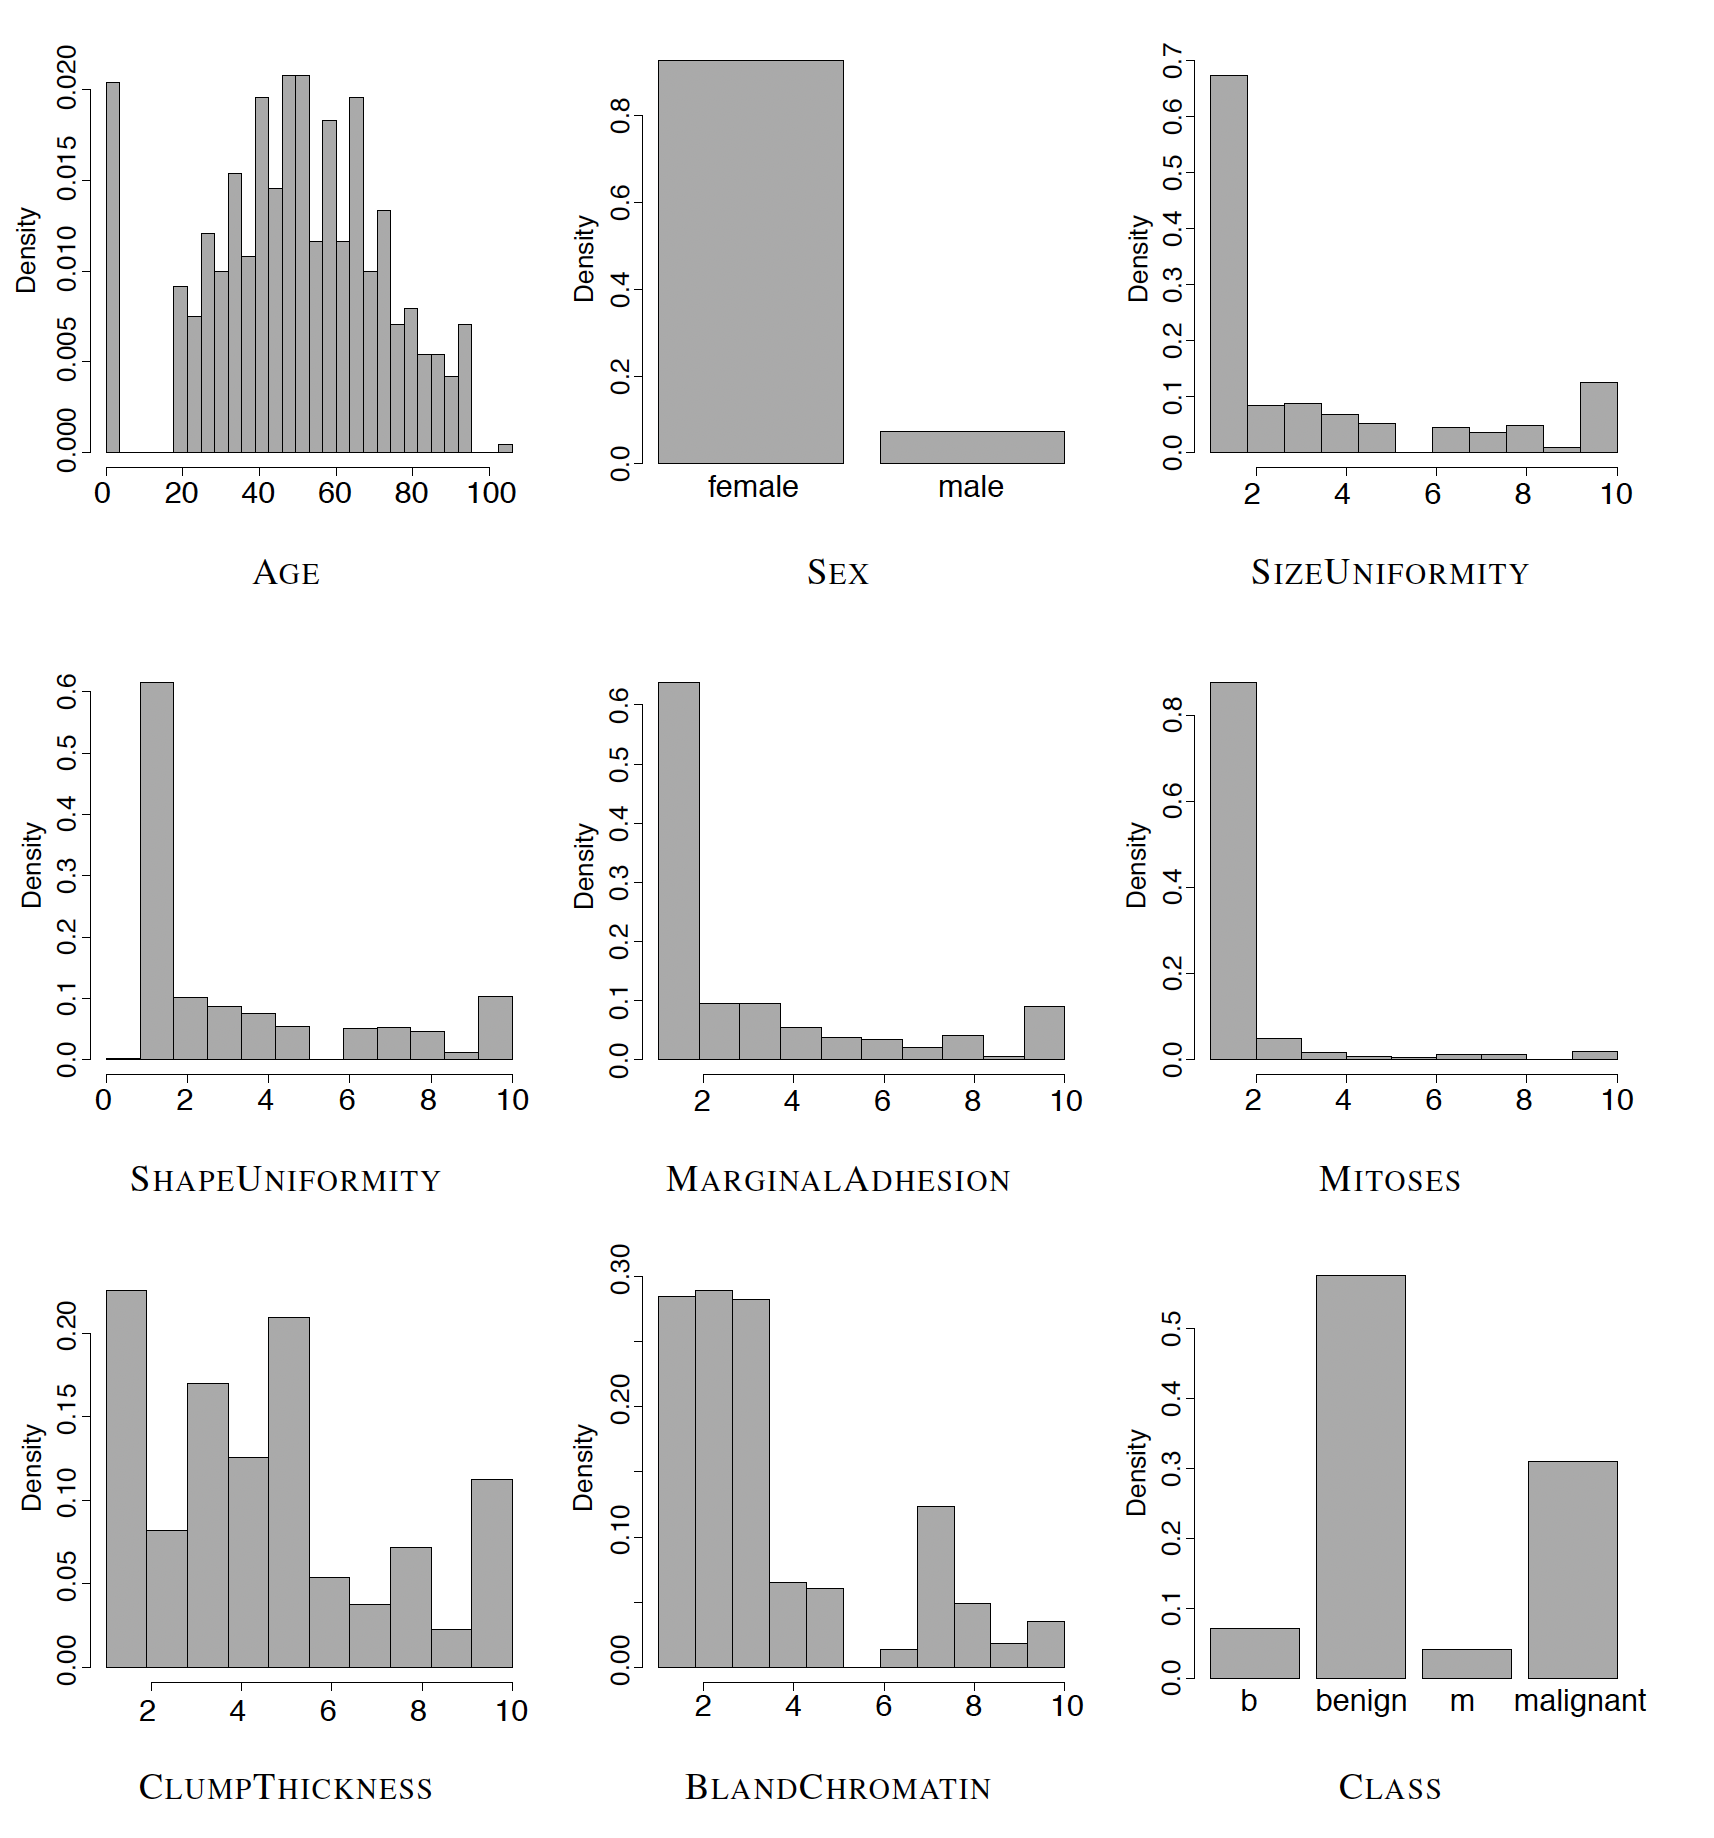 Density
0.000 0.005 0.010 0.015 0.020
0 20 40 60 80 100
AGE
Density
0.0 0.2 0.4 0.6 0.8
female male
SEX
Density
0.0 0.1 0.2 0.3 0.4 0.5 0.6 0.7
2 4 6 8 10
SIZEUNIFORMITY
Density
0.0 0.1 0.2 0.3 0.4 0.5 0.6
0 2 4 6 8 10
SHAPEUNIFORMITY
Density
0.0 0.1 0.2 0.3 0.4 0.5 0.6
2 4 6 8 10
MARGINALADHESION
Density
0.0 0.2 0.4 0.6 0.8
2 4 6 8 10
MITOSES
Density
0.00 0.05 0.10 0.15 0.20
2 4 6 8 10
CLUMPTHICKNESS
Density
0.00 0.10 0.20 0.30
2 4 6 8 10
BLANDCHROMATIN
Density
0.0 0.1 0.2 0.3 0.4 0.5
b benign m malignant
CLASS